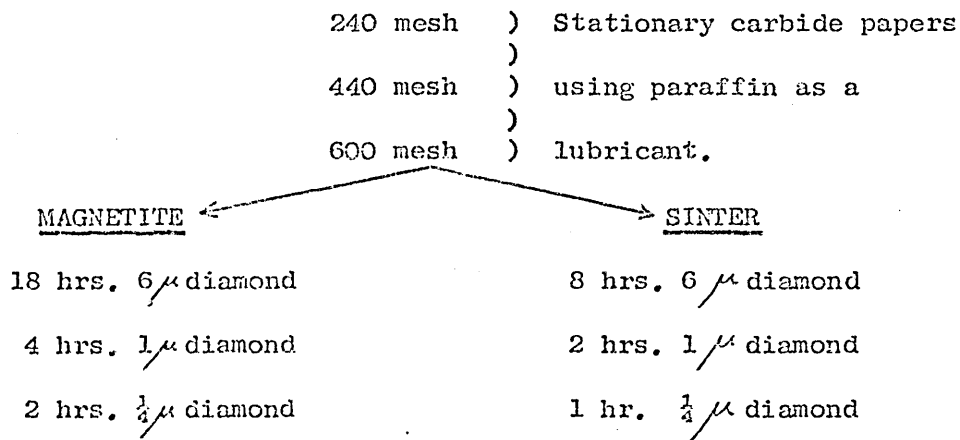 240 mesh ) Stationary carbide papers
)
440 mesh ) using paraffin as a
)
600 mesh ) lubricant.
MAGNETITE SINTER
18 hrs. 6 μ diamond 8 hrs. 6 μ diamond
4 hrs. 1 μ diamond 2 hrs. 1 μ diamond
2 hrs. ¼ μ diamond 1 hr. ¼ μ diamond